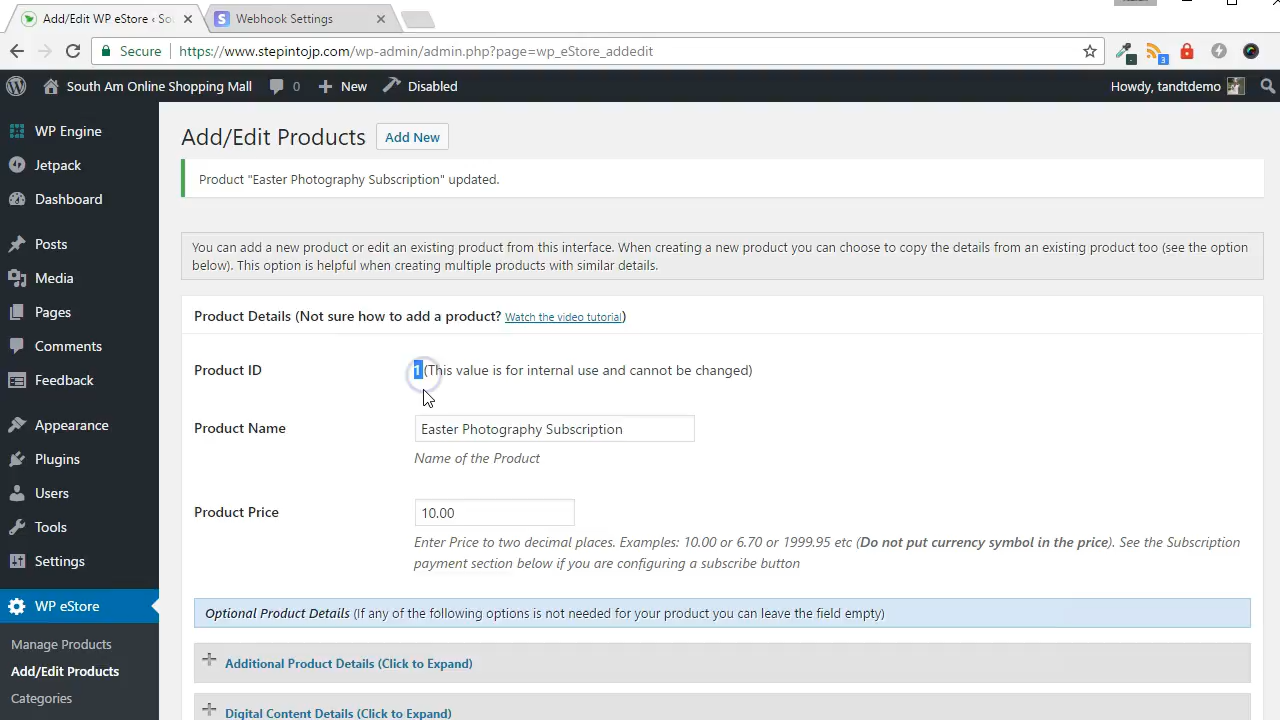 Add/Edit WP eStore ‹ Sou
Webhook Settings
Secure
https://www.stepintojp.com/wp-admin/admin.php?page=wp_eStore_addedit
3
South Am Online Shopping Mall
0
New
Disabled
Howdy, tandtdemo
WP Engine
Jetpack
Dashboard
Posts
Media
Pages
Comments
Feedback
Appearance
Plugins
Users
Tools
Settings
WP eStore
Manage Products
Add/Edit Products
Categories
Add/Edit Products
Add New
Product "Easter Photography Subscription" updated.
You can add a new product or edit an existing product from this interface. When creating a new product you can choose to copy the details from an existing product too (see the option
below). This option is helpful when creating multiple products with similar details.
Product Details (Not sure how to add a product? Watch the video tutorial)
Product ID
1 (This value is for internal use and cannot be changed)
Product Name
Easter Photography Subscription
Name of the Product
Product Price
10.00
Enter Price to two decimal places. Examples: 10.00 or 6.70 or 1999.95 etc (Do not put currency symbol in the price). See the Subscription
payment section below if you are configuring a subscribe button
Optional Product Details (If any of the following options is not needed for your product you can leave the field empty)
Additional Product Details (Click to Expand)
Digital Content Details (Click to Expand)